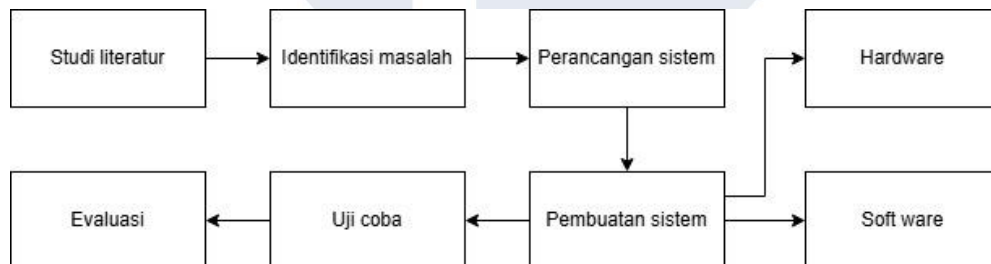 Studi literatur
Identifikasi masalah
Perancangan sistem
Hardware
Evaluasi
Uji coba
Pembuatan sistem
Soft ware